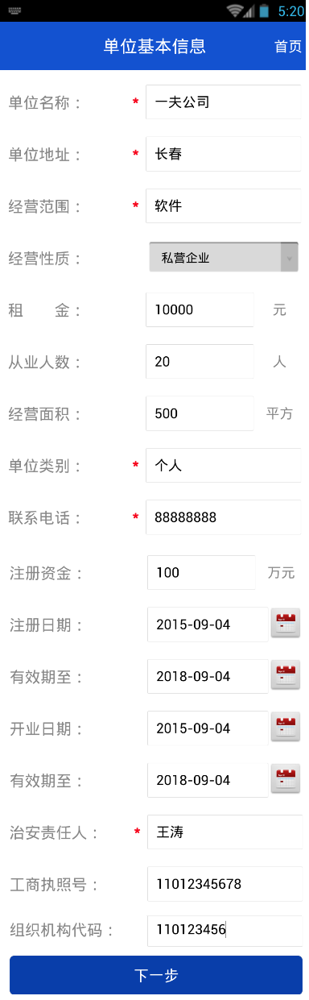 5:20
单位基本信息 首页
单位名称： * 一夫公司
单位地址： * 长春
经营范围： * 软件
经营性质： 私营企业
租 金： 10000 元
从业人数： 20 人
经营面积： 500 平方
单位类别： * 个人
联系电话： * 88888888
注册资金： 100 万元
注册日期： 2015-09-04
有效期至： 2018-09-04
开业日期： 2015-09-04
有效期至： 2018-09-04
治安责任人： * 王涛
工商执照号： 11012345678
组织机构代码： 110123456
下一步